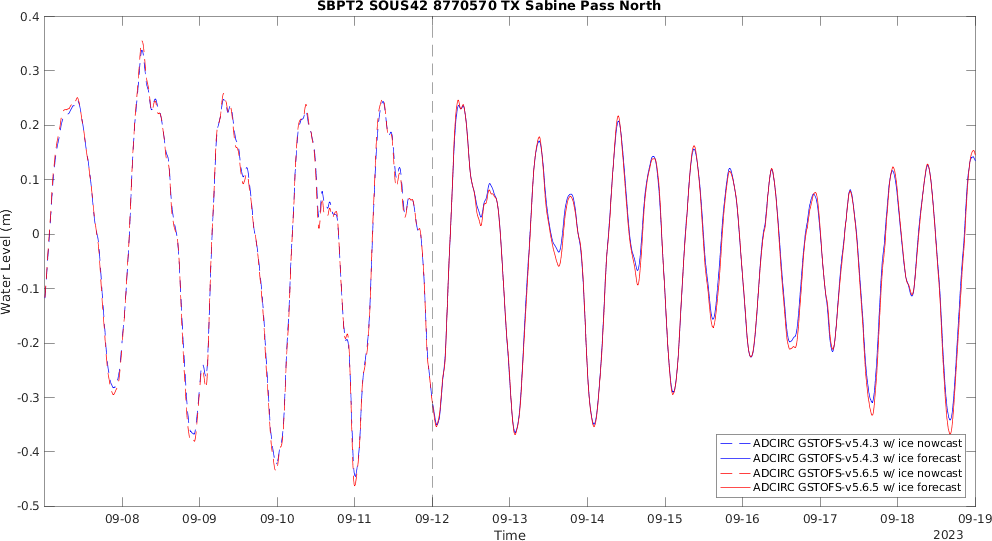 SBPT2 SOUS42 8770570 TX Sabine Pass North
0.4
0.3
0.2
0.1
0
-0.1
-0.2
-0.3
-0.4
-0.5
Water Level (m)
ADCIRC GSTOFS-v5.4.3 w/ ice nowcast
ADCIRC GSTOFS-v5.4.3 w/ ice forecast
ADCIRC GSTOFS-v5.6.5 w/ ice nowcast
ADCIRC GSTOFS-v5.6.5 w/ ice forecast
09-08 09-09 09-10 09-11 09-12 09-13 09-14 09-15 09-16 09-17 09-18 09-19
Time
2023